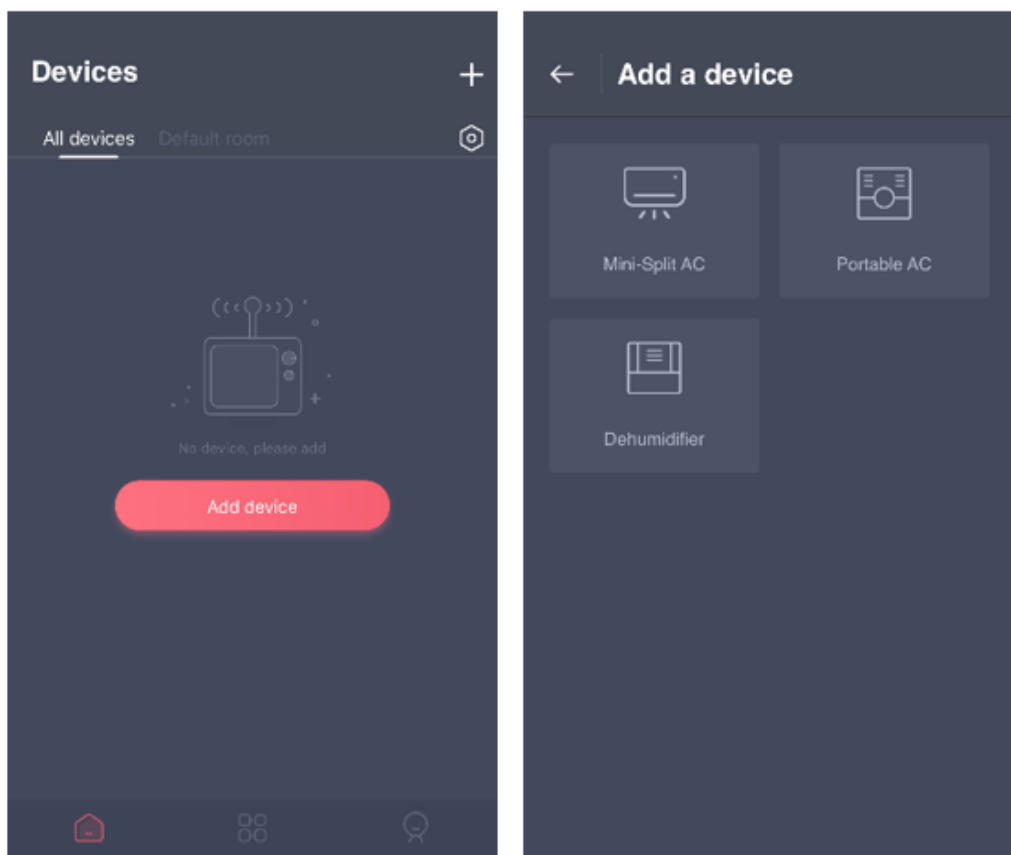 Devices
All devices
Default room
No device, please add
Add device
Add a device
Mini-Split AC
Portable AC
Dehumidifier